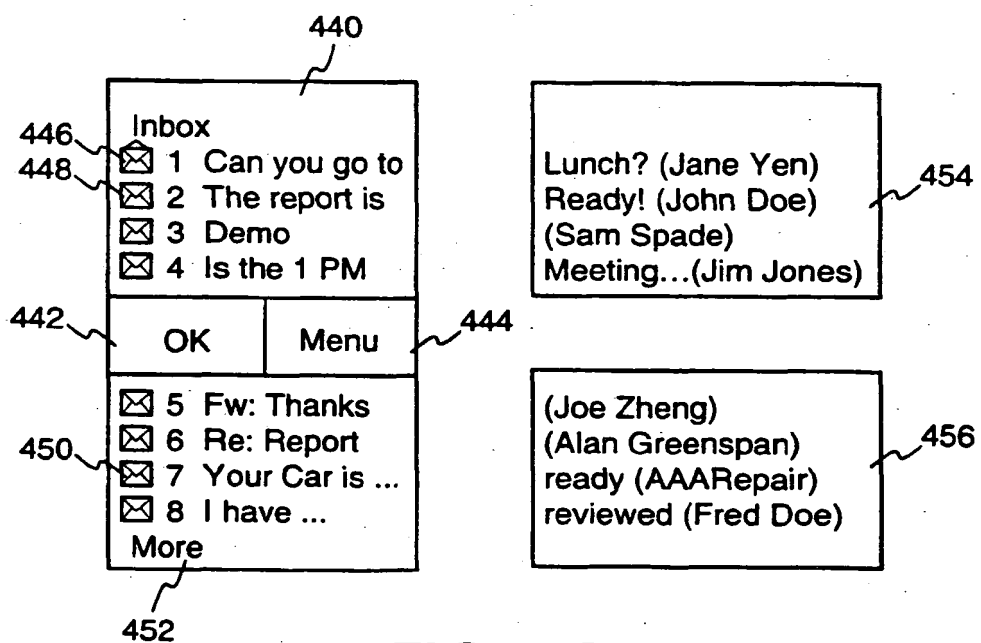 440
Inbox
446
1 Can you go to
448
2 The report is
3 Demo
4 Is the 1 PM
442
OK
Menu
444
5 Fw: Thanks
6 Re: Report
450
7 Your Car is ...
8 I have ...
More
452
Lunch? (Jane Yen)
Ready! (John Doe)
454
(Sam Spade)
Meeting...(Jim Jones)
(Joe Zheng)
(Alan Greenspan)
456
ready (AAARepair)
reviewed (Fred Doe)